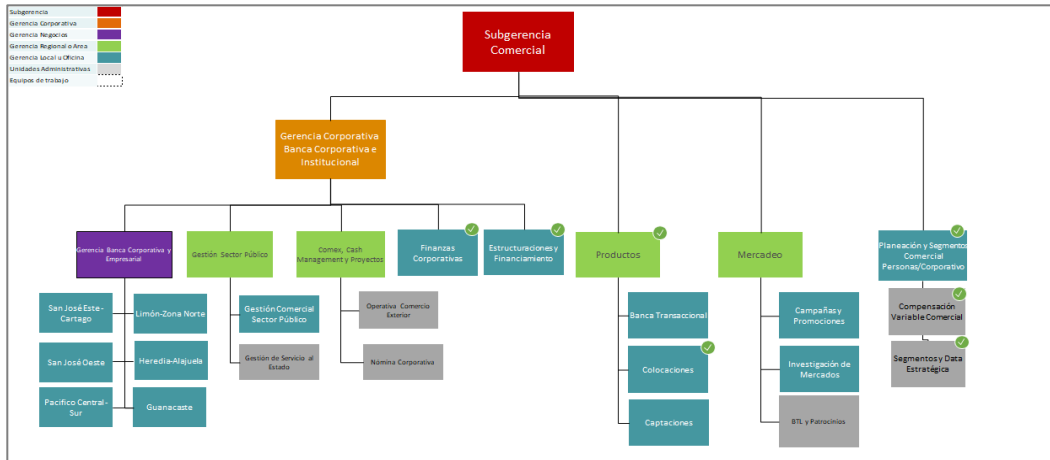 Subgerencia
Gerencia Corporativa
Gerencia Negocios
Gerencia Regional o Area
Gerencia Local u Oficina
Unidades Administrativas
Equipos de trabajo
Subgerencia
Comercial
Gerencia Corporativa
Banca Corporativa e
Institucional
Gerencia Banca Corporativa y
Empresarial
Gestión Sector Público
Comex, Cash
Management y Proyectos
Finanzas
Corporativas
Estructuraciones y
Financiamiento
Productos
Mercadeo
Planeación y Segmentos
Comercial
Personas/Corporativo
San José Este-
Cartago
Limón-Zona Norte
Gestión Comercial
Sector Público
Operativa Comercio
Exterior
Banca Transaccional
Campañas y
Promociones
Compensación
Variable Comercial
San José Oeste
Heredia-Alajuela
Gestión de Servicio al
Estado
Nómina Corporativa
Colocaciones
Investigación de
Mercados
Segmentos y Data
Estratégica
Pacifico Central-
Sur
Guanacaste
Captaciones
BTL y Patrocinios